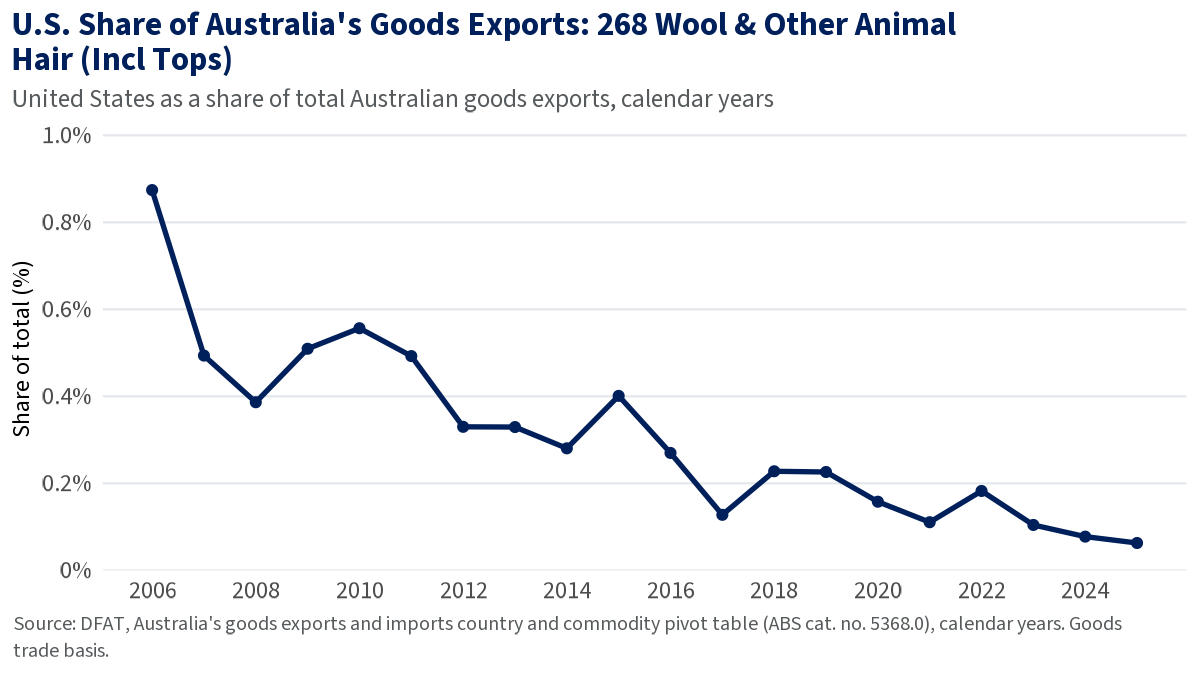 U.S. Share of Australia's Goods Exports: 268 Wool & Other Animal
Hair (Incl Tops)
United States as a share of total Australian goods exports, calendar years
Share of total (%)
1.0%
0.8%
0.6%
0.4%
0.2%
0%
2006 2008 2010 2012 2014 2016 2018 2020 2022 2024
Source: DFAT, Australia's goods exports and imports country and commodity pivot table (ABS cat. no. 5368.0), calendar years. Goods
trade basis.